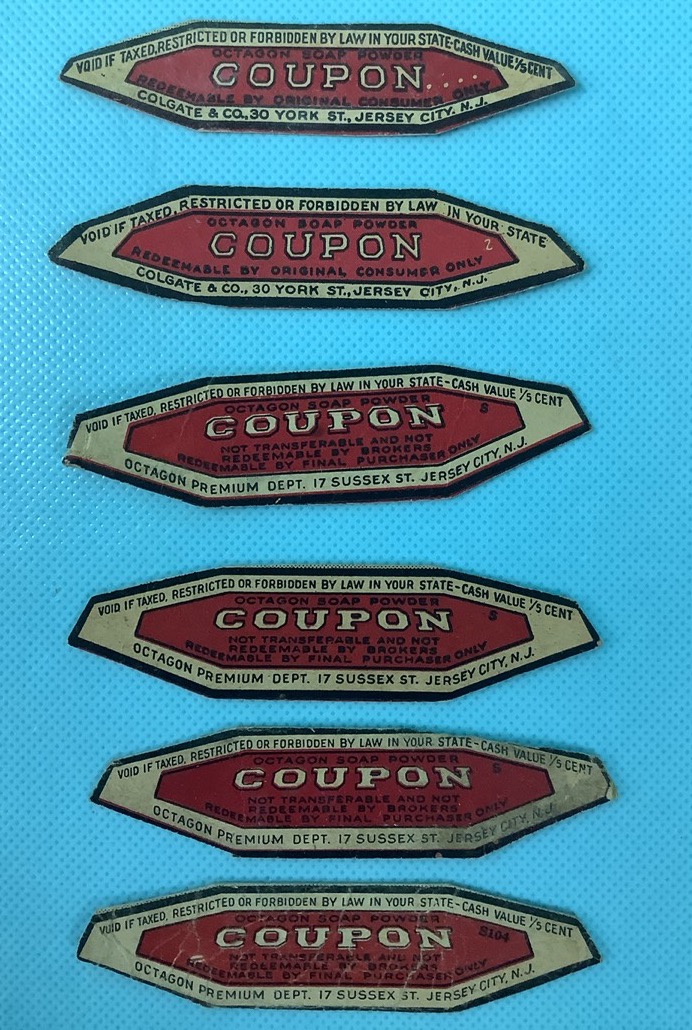 VOID IF TAXED, RESTRICTED OR FORBIDDEN BY LAW IN YOUR STATE-CASH VALUE 1/5 CENT
OCTAGON SOAP POWDER
COUPON
REDEEMABLE BY ORIGINAL CONSUMER ONLY
COLGATE & CO., 30 YORK ST., JERSEY CITY, N.J.
VOID IF TAXED, RESTRICTED OR FORBIDDEN BY LAW IN YOUR STATE
OCTAGON SOAP POWDER
COUPON 2
REDEEMABLE BY ORIGINAL CONSUMER ONLY
COLGATE & CO., 30 YORK ST., JERSEY CITY, N.J.
VOID IF TAXED, RESTRICTED OR FORBIDDEN BY LAW IN YOUR STATE-CASH VALUE 1/5 CENT
OCTAGON SOAP POWDER
COUPON S
NOT TRANSFERABLE AND NOT
REDEEMABLE BY BROKERS
REDEEMABLE BY FINAL PURCHASER ONLY
OCTAGON PREMIUM DEPT. 17 SUSSEX ST. JERSEY CITY, N.J.
VOID IF TAXED, RESTRICTED OR FORBIDDEN BY LAW IN YOUR STATE-CASH VALUE 1/5 CENT
OCTAGON SOAP POWDER
COUPON S
NOT TRANSFERABLE AND NOT
REDEEMABLE BY BROKERS
REDEEMABLE BY FINAL PURCHASER ONLY
OCTAGON PREMIUM DEPT. 17 SUSSEX ST. JERSEY CITY, N.J.
VOID IF TAXED, RESTRICTED OR FORBIDDEN BY LAW IN YOUR STATE-CASH VALUE 1/5 CENT
OCTAGON SOAP POWDER
COUPON S
NOT TRANSFERABLE AND NOT
REDEEMABLE BY BROKERS
REDEEMABLE BY FINAL PURCHASER ONLY
OCTAGON PREMIUM DEPT. 17 SUSSEX ST. JERSEY CITY, N.J.
VOID IF TAXED, RESTRICTED OR FORBIDDEN BY LAW IN YOUR STATE-CASH VALUE 1/5 CENT
OCTAGON SOAP POWDER
COUPON S104
NOT TRANSFERABLE AND NOT
REDEEMABLE BY BROKERS
REDEEMABLE BY FINAL PURCHASER ONLY
OCTAGON PREMIUM DEPT. 17 SUSSEX ST. JERSEY CITY, N.J.